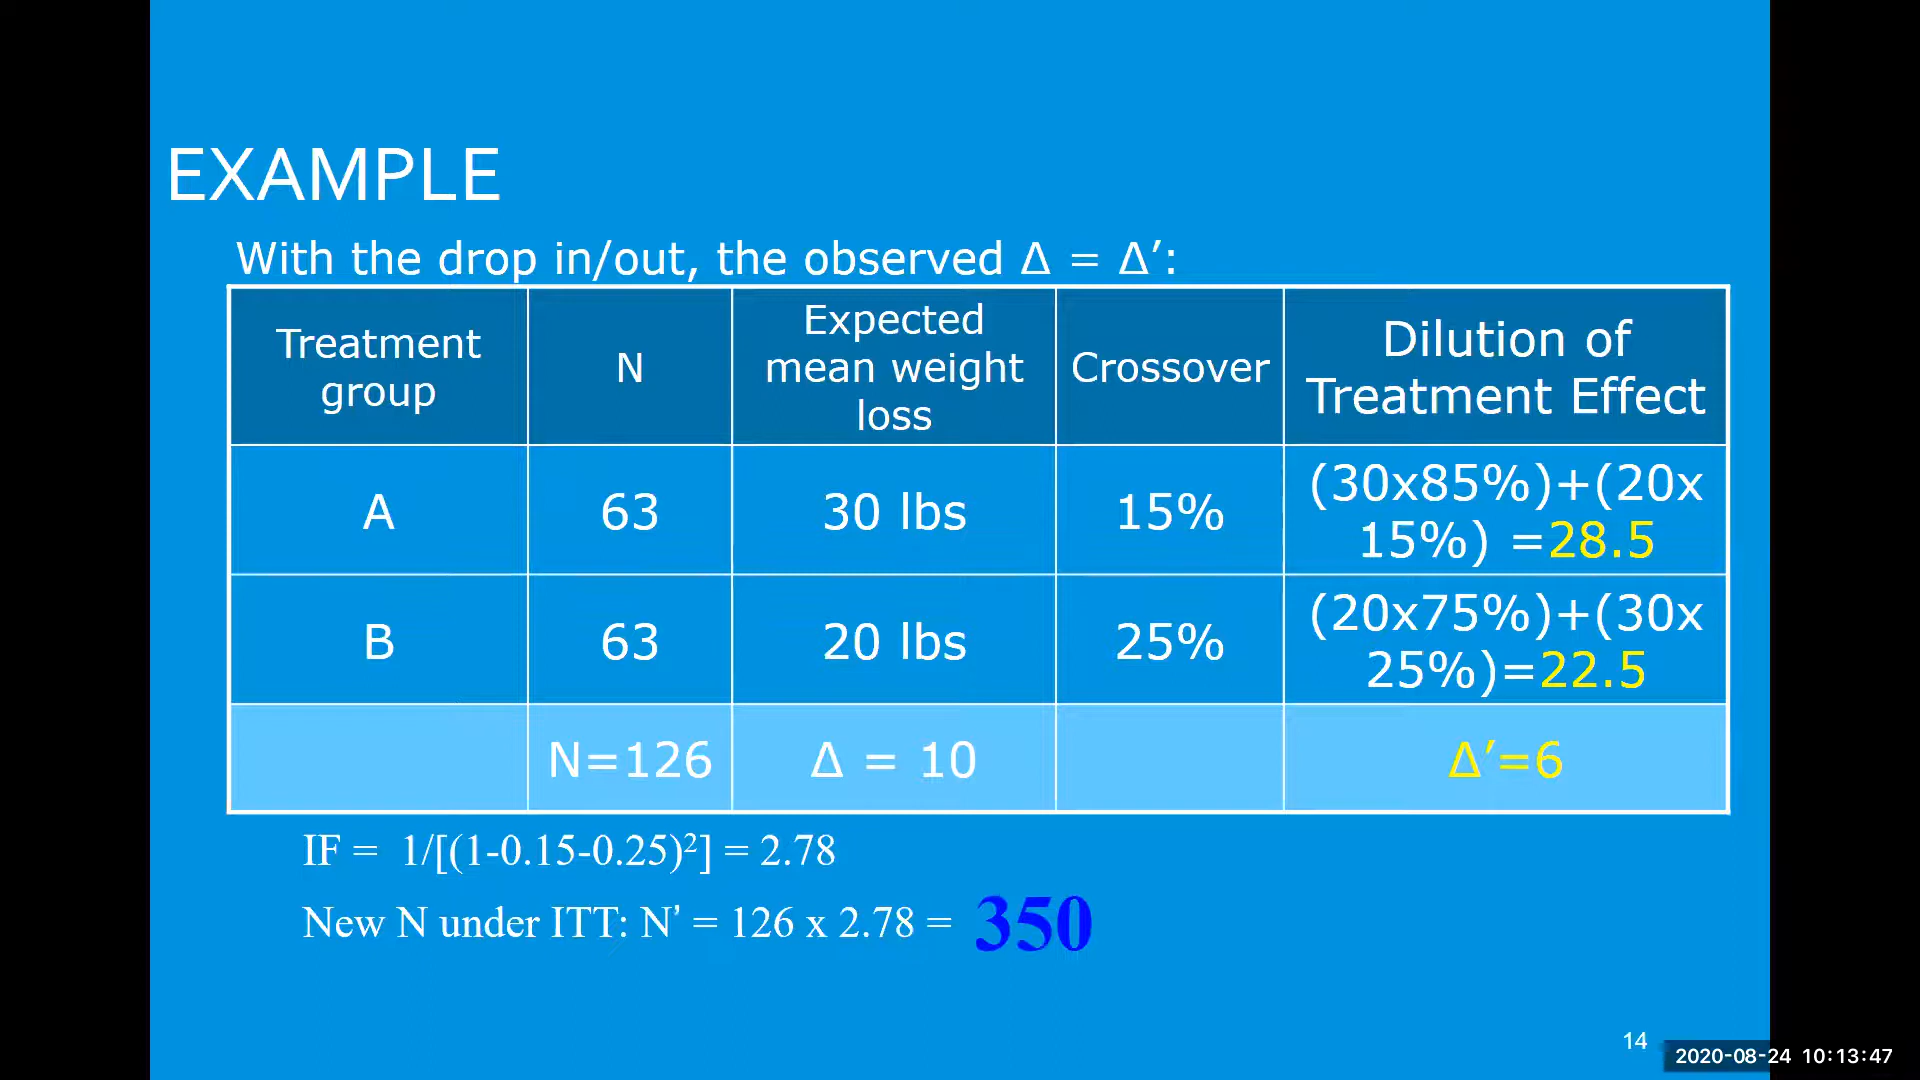 EXAMPLE
With the drop in/out, the observed Δ = Δ’:
Treatment
group
N
Expected
mean weight
loss
Crossover
Dilution of
Treatment Effect
A
63
30 lbs
15%
(30x85%)+(20x
15%) =28.5
B
63
20 lbs
25%
(20x75%)+(30x
25%)=22.5
N=126
Δ = 10
Δ’=6
IF = 1/[(1-0.15-0.25)²] = 2.78
New N under ITT: N’ = 126 x 2.78 = 350
14
2020-08-24 10:13:47